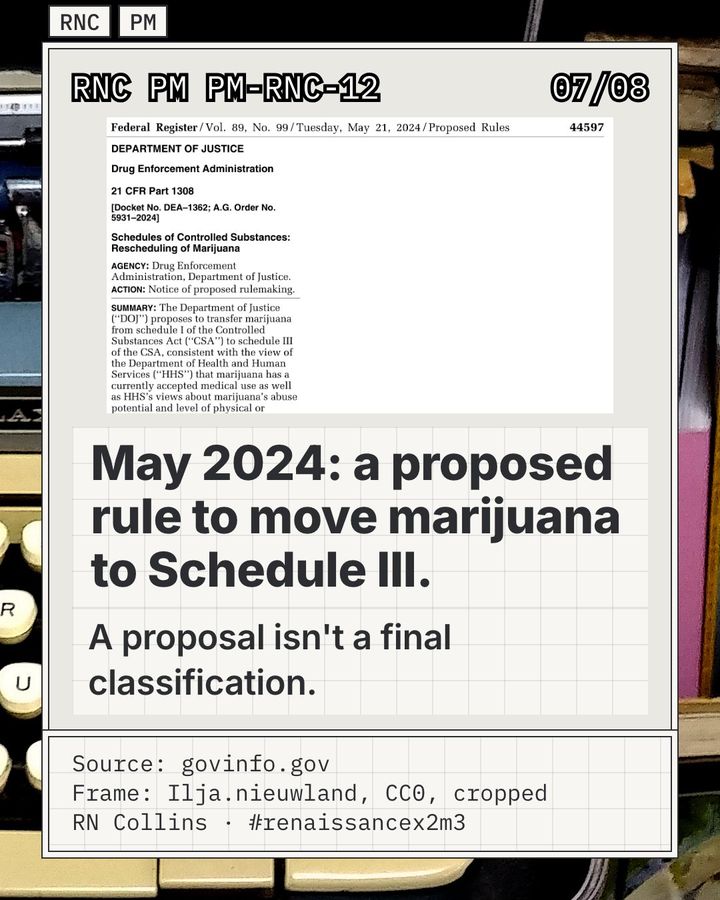 RNC PM
RNC PM PM-RNC-12 07/08
Federal Register/Vol. 89, No. 99/Tuesday, May 21, 2024/Proposed Rules 44597
DEPARTMENT OF JUSTICE
Drug Enforcement Administration
21 CFR Part 1308
[Docket No. DEA–1362; A.G. Order No.
5931–2024]
Schedules of Controlled Substances:
Rescheduling of Marijuana
AGENCY: Drug Enforcement
Administration, Department of Justice.
ACTION: Notice of proposed rulemaking.
SUMMARY: The Department of Justice
(‘‘DOJ’’) proposes to transfer marijuana
from schedule I of the Controlled
Substances Act (‘‘CSA’’) to schedule III
of the CSA, consistent with the view of
the Department of Health and Human
Services (‘‘HHS’’) that marijuana has a
currently accepted medical use as well
as HHS’s views about marijuana’s abuse
potential and level of physical or
May 2024: a proposed
rule to move marijuana
to Schedule III.
A proposal isn't a final
classification.
R
U
Source: govinfo.gov
Frame: Ilja.nieuwland, CC0, cropped
RN Collins · #renaissancex2m3